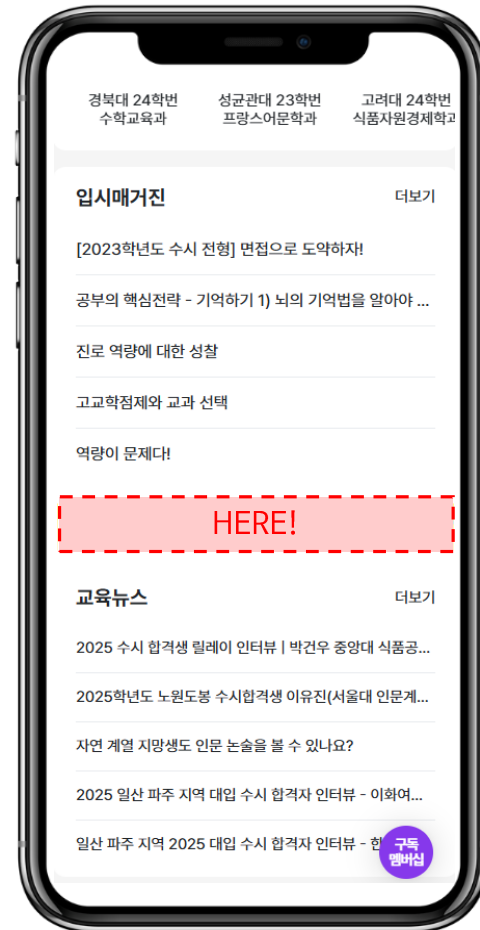 경북대 24학번 성균관대 23학번 고려대 24학번
수학교육과 프랑스어문학과 식품자원경제학
입시매거진 더보기
[2023학년도 수시 전형] 면접으로 도약하자!
공부의 핵심전략 - 기억하기 1) 뇌의 기억법을 알아야 ...
진로 역량에 대한 성찰
고교학점제와 교과 선택
역량이 문제다!
HERE!
교육뉴스 더보기
2025 수시 합격생 릴레이 인터뷰 | 박건우 중앙대 식품공...
2025학년도 노원도봉 수시합격생 이유진(서울대 인문계...
자연 계열 지망생도 인문 논술을 볼 수 있나요?
2025 일산 파주 지역 대입 수시 합격자 인터뷰 - 이화여...
일산 파주 지역 2025 대입 수시 합격자 인터뷰 -
구독
멤버십